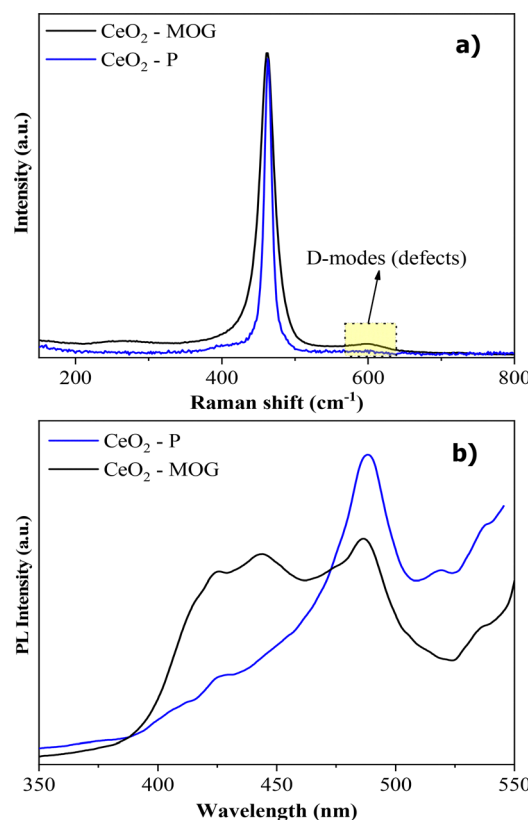 CeO₂ - MOG
CeO₂ - P
a)
D-modes (defects)
Intensity (a.u.)
200
400
600
800
Raman shift (cm⁻¹)
CeO₂ - P
CeO₂ - MOG
b)
PL Intensity (a.u.)
350
400
450
500
550
Wavelength (nm)